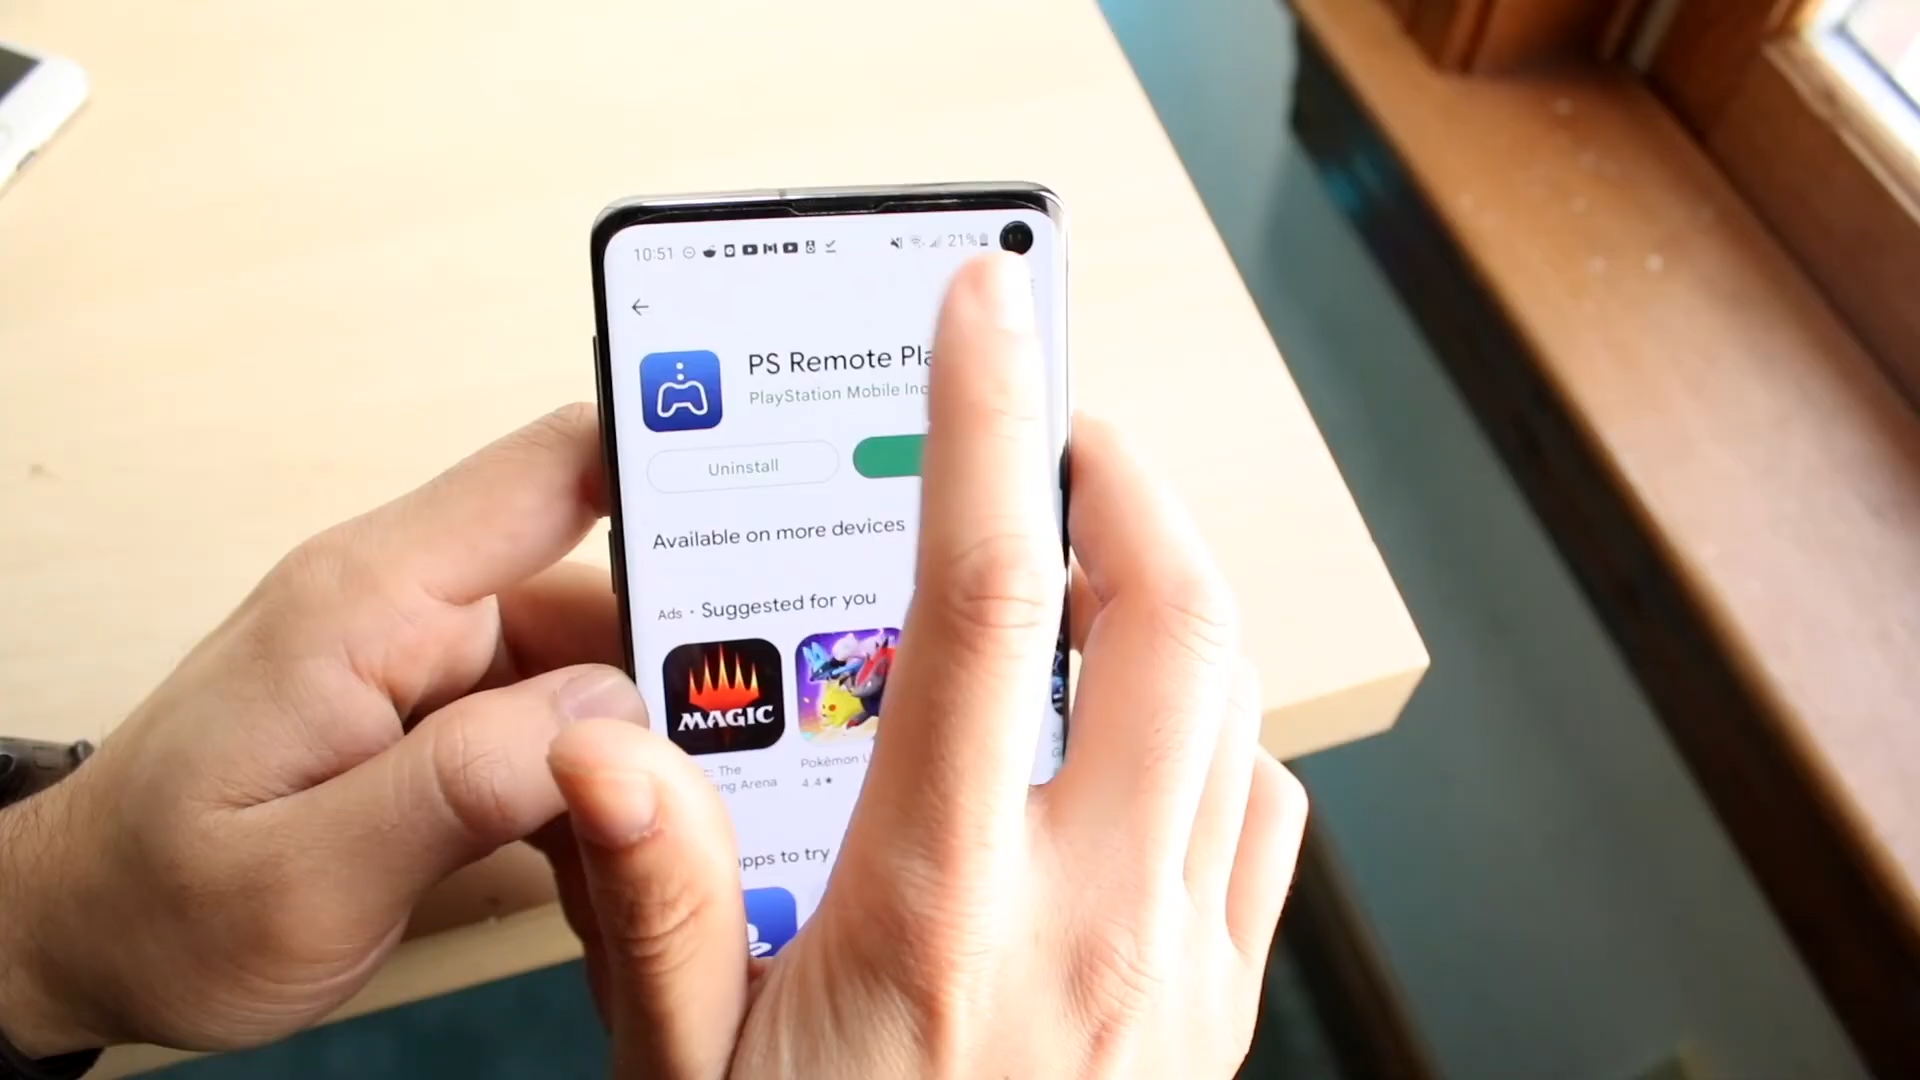 10:51
21%
PS Remote Pla
PlayStation Mobile Inc
Uninstall
Available on more devices
Ads · Suggested for you
MAGIC
: The
ing Arena
Pokémon U
4.4★
apps to try